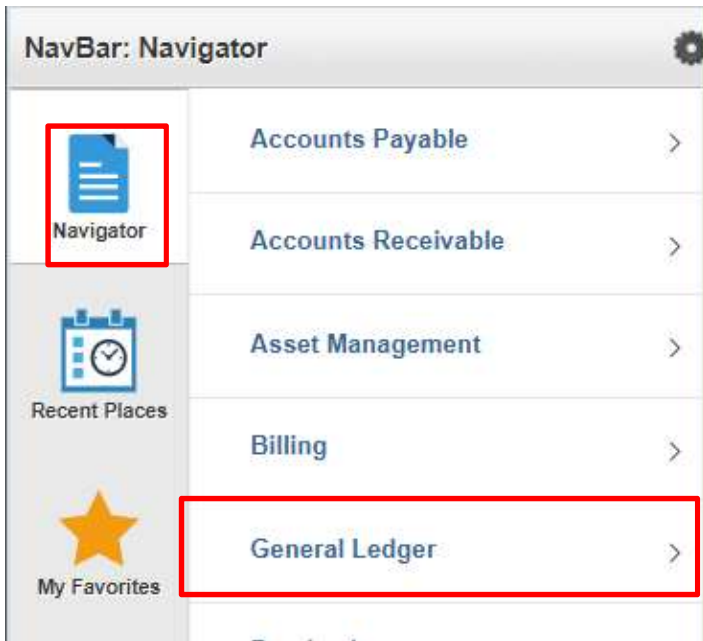 NavBar: Navigator
Navigator
Accounts Payable
Accounts Receivable
Recent Places
Asset Management
Billing
My Favorites
General Ledger